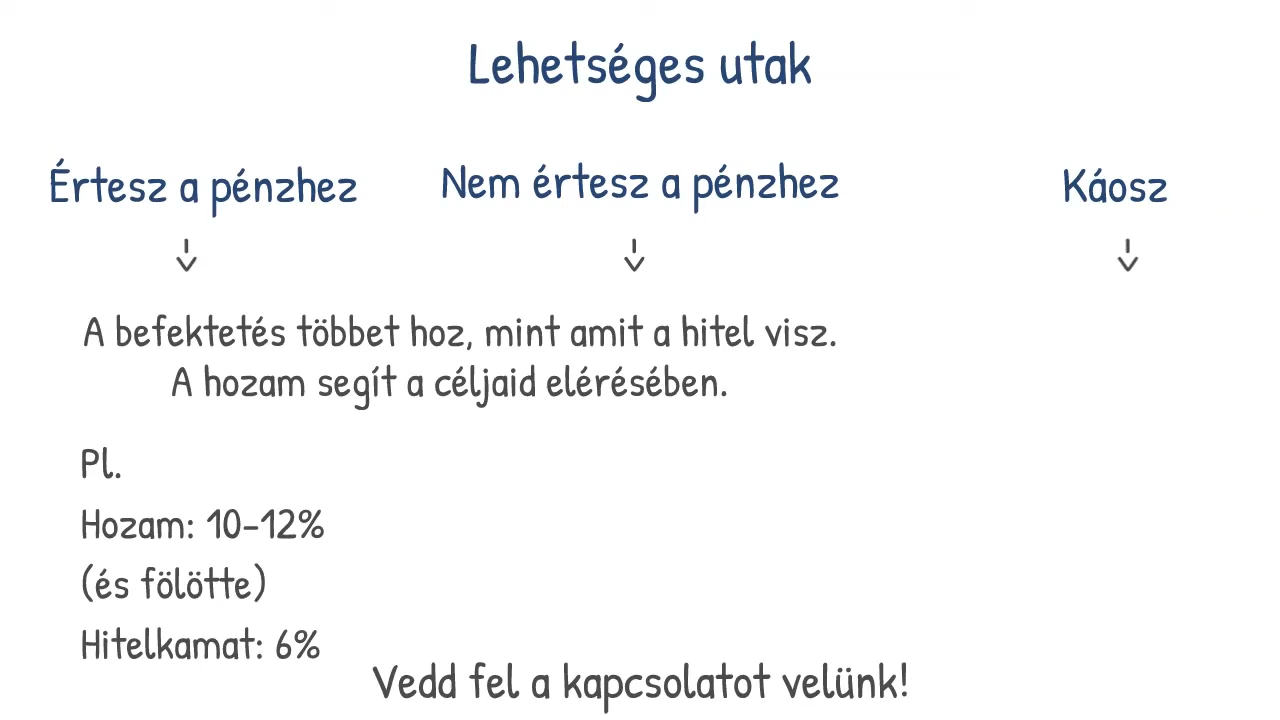 Lehetséges utak
Értesz a pénzhez
Nem értesz a pénzhez
Káosz
A befektetés többet hoz, mint amit a hitel visz.
A hozam segít a céljaid elérésében.
Pl.
Hozam: 10-12%
(és fölötte)
Hitelkamat: 6%
Vedd fel a kapcsolatot velünk!